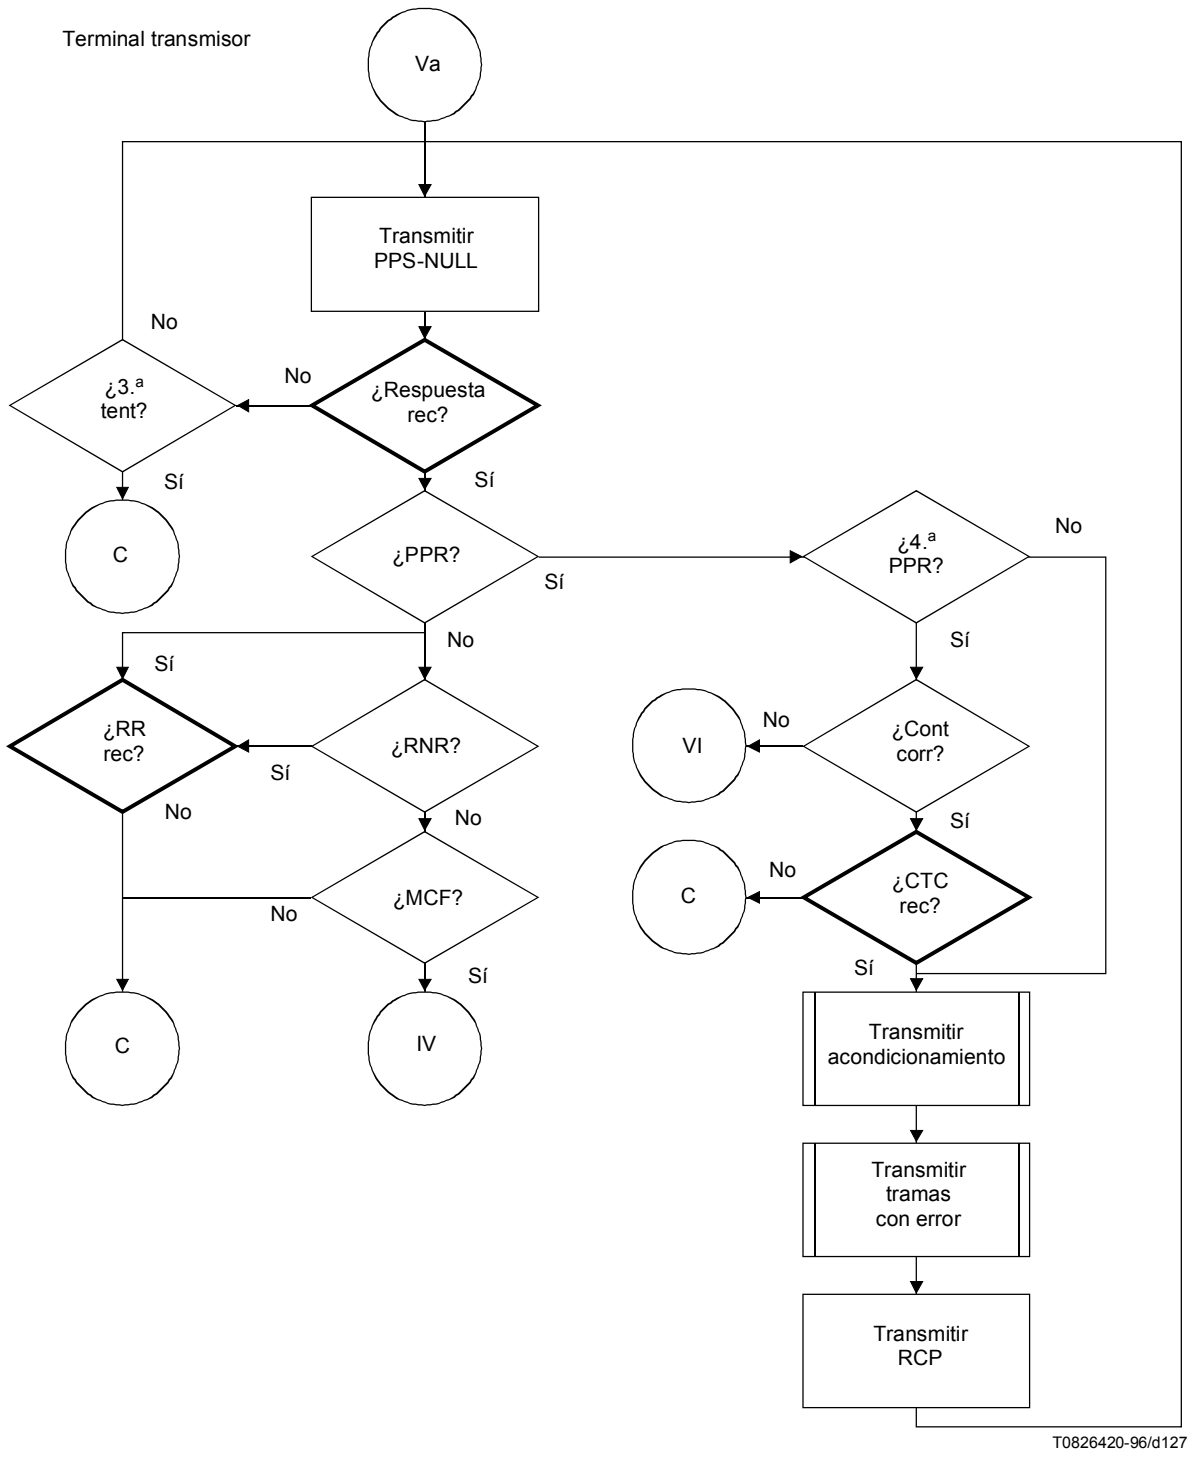 Terminal transmisor
Va
Transmitir
PPS-NULL
No
¿3.ª
tent?
No
¿Respuesta
rec?
Sí
Sí
C
¿PPR?
Sí
¿4.ª
PPR?
No
No
Sí
Sí
¿RR
rec?
¿RNR?
Sí
VI
No
¿Cont
corr?
No
No
Sí
¿MCF?
No
C
No
¿CTC
rec?
Sí
Sí
C
IV
Transmitir
acondicionamiento
Transmitir
tramas
con error
Transmitir
RCP
T0826420-96/d127